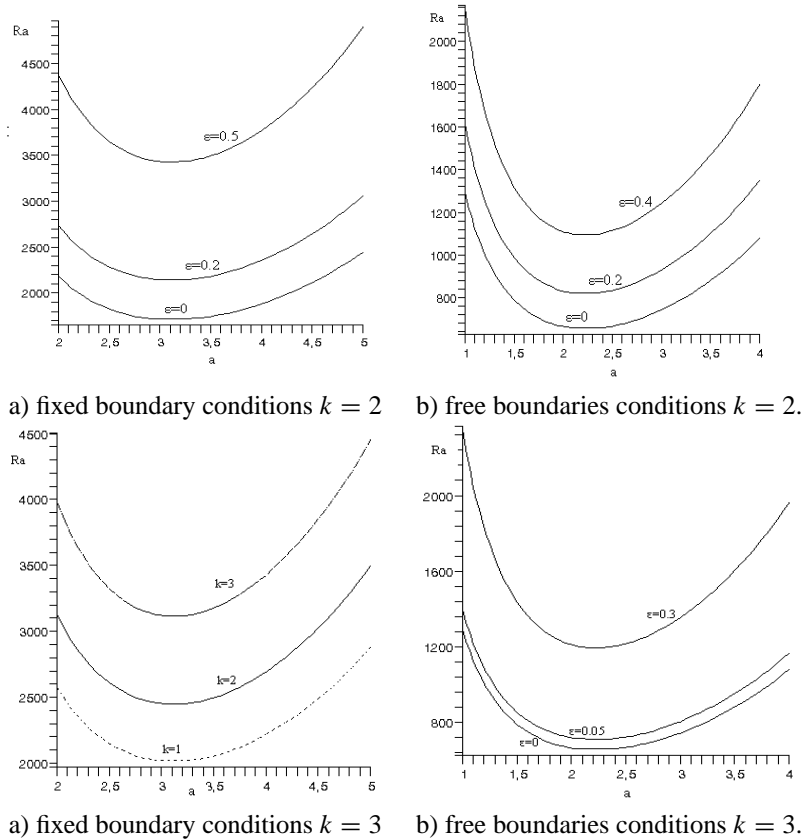 Ra
4500
4000
3500
3000
2500
2000
ε=0.5
ε=0.2
ε=0
2 2,5 3 3,5 4 4,5 5
a
Ra
2000
1800
1600
1400
1200
1000
800
ε=0.4
ε=0.2
ε=0
1 1,5 2 2,5 3 3,5 4
a
a) fixed boundary conditions k = 2
b) free boundaries conditions k = 2.
4500
Ra
4000
3500
3000
2500
2000
k=3
k=2
k=1
2 2,5 3 3,5 4 4,5 5
a
Ra
2000
1600
1200
800
ε=0.3
ε=0.05
ε=0
1 1,5 2 2,5 3 3,5 4
a
a) fixed boundary conditions k = 3
b) free boundaries conditions k = 3.